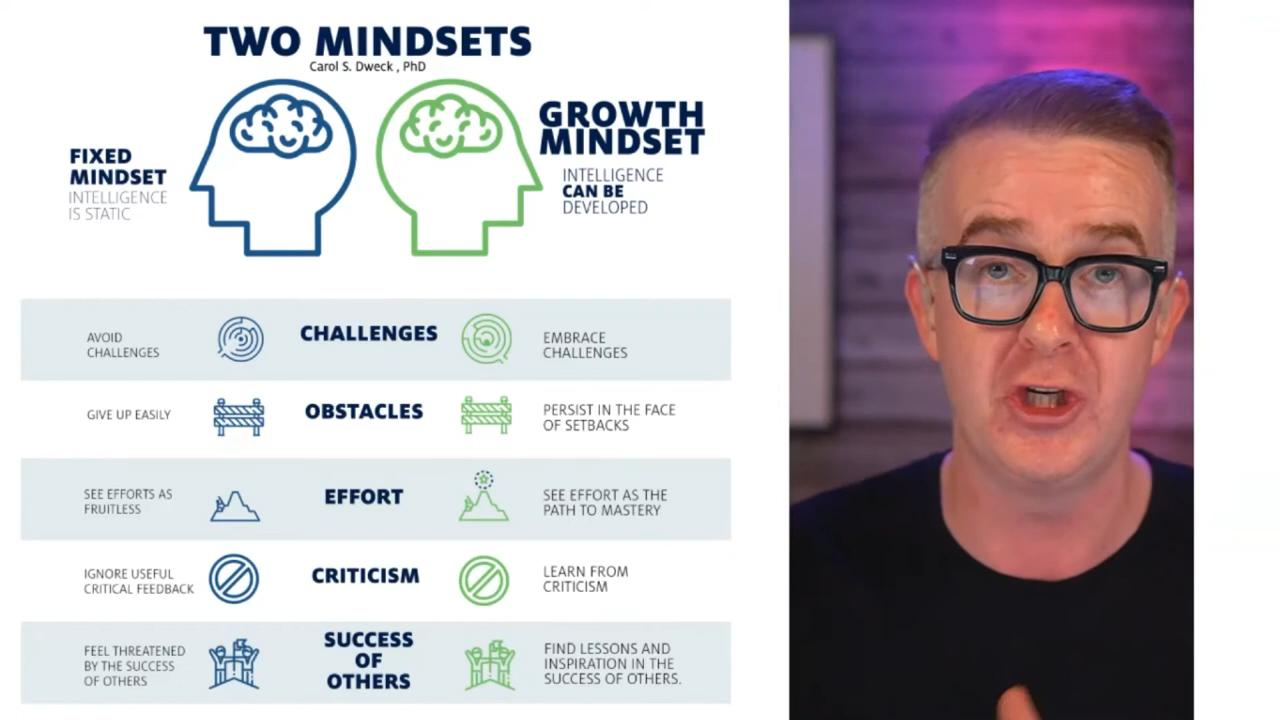 TWO MINDSETS
Carol S. Dweck , PhD
FIXED
MINDSET
INTELLIGENCE
IS STATIC
GROWTH
MINDSET
INTELLIGENCE
CAN BE
DEVELOPED
AVOID
CHALLENGES
CHALLENGES
EMBRACE
CHALLENGES
GIVE UP EASILY
OBSTACLES
PERSIST IN THE FACE
OF SETBACKS
SEE EFFORTS AS
FRUITLESS
EFFORT
SEE EFFORT AS THE
PATH TO MASTERY
IGNORE USEFUL
CRITICAL FEEDBACK
CRITICISM
LEARN FROM
CRITICISM
FEEL THREATENED
BY THE SUCCESS
OF OTHERS
SUCCESS
OF
OTHERS
FIND LESSONS AND
INSPIRATION IN THE
SUCCESS OF OTHERS.